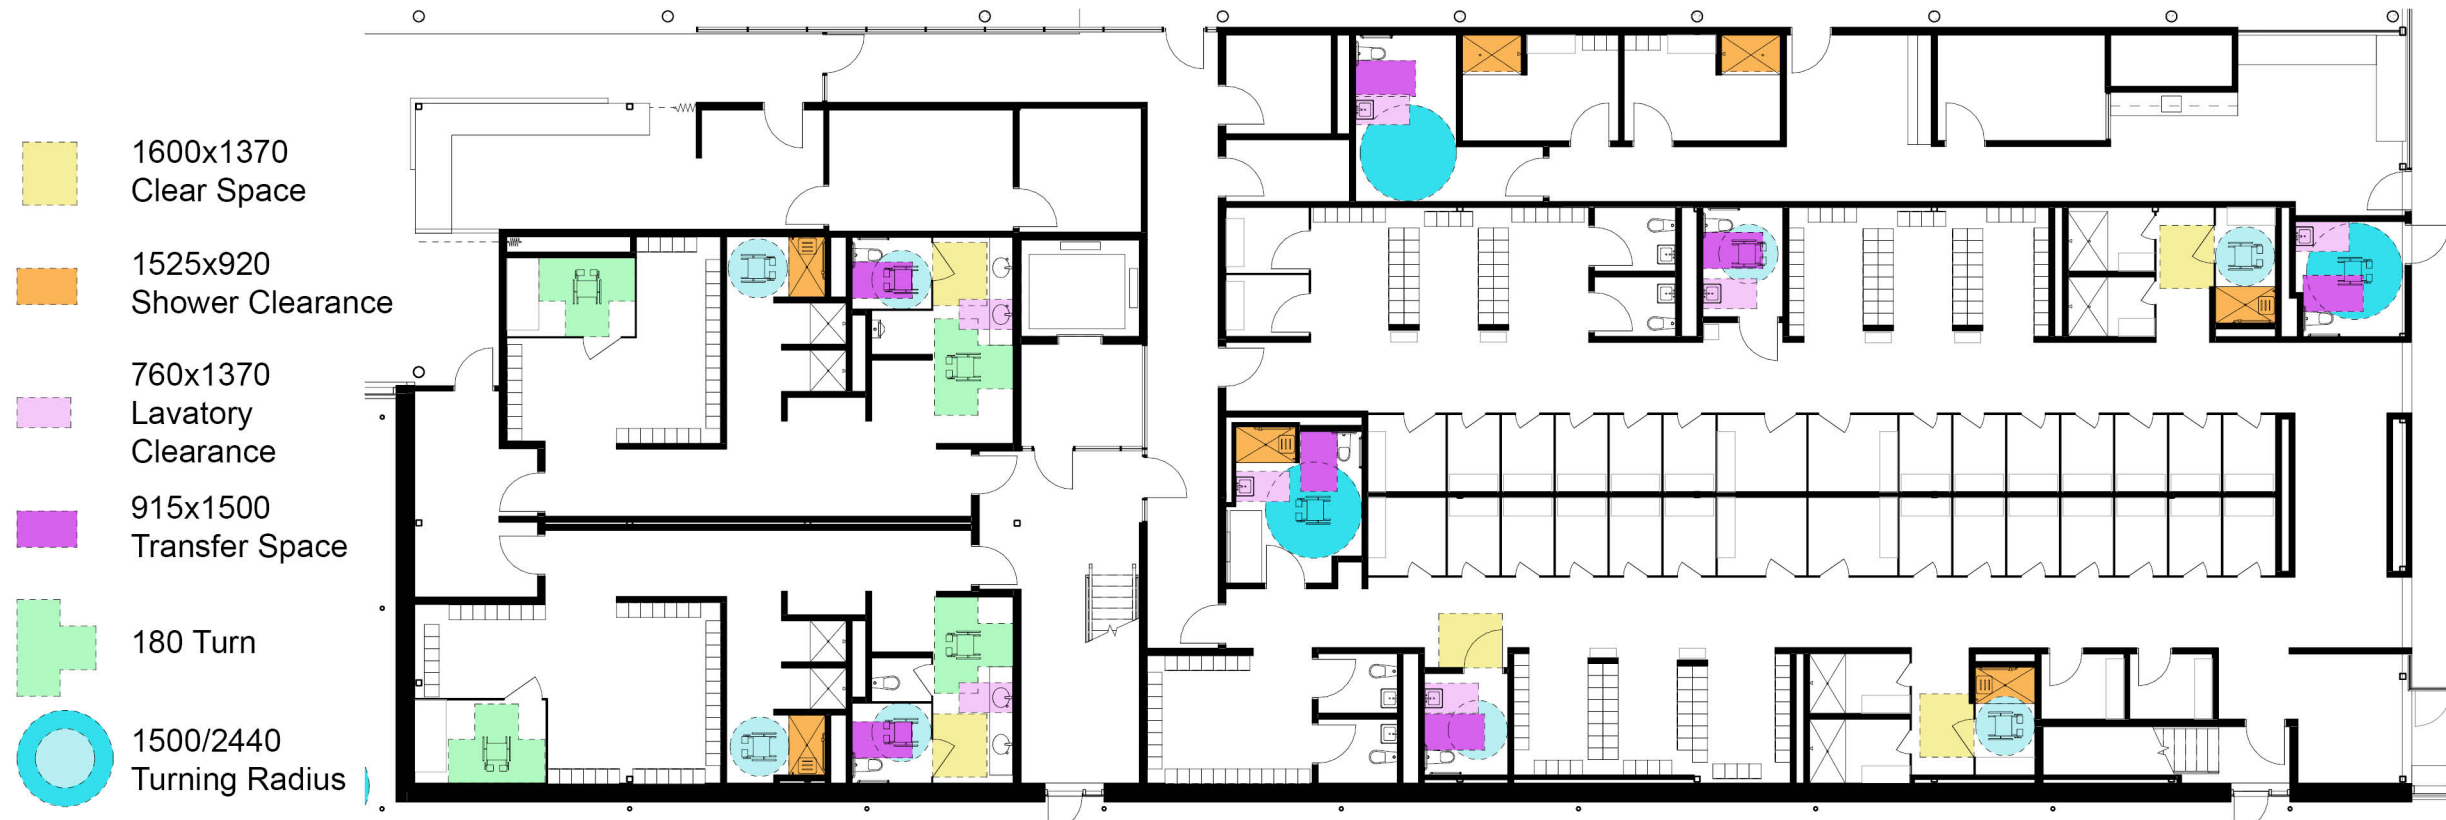 1600x1370
Clear Space
1525x920
Shower Clearance
760x1370
Lavatory
Clearance
915x1500
Transfer Space
180 Turn
1500/2440
Turning Radius